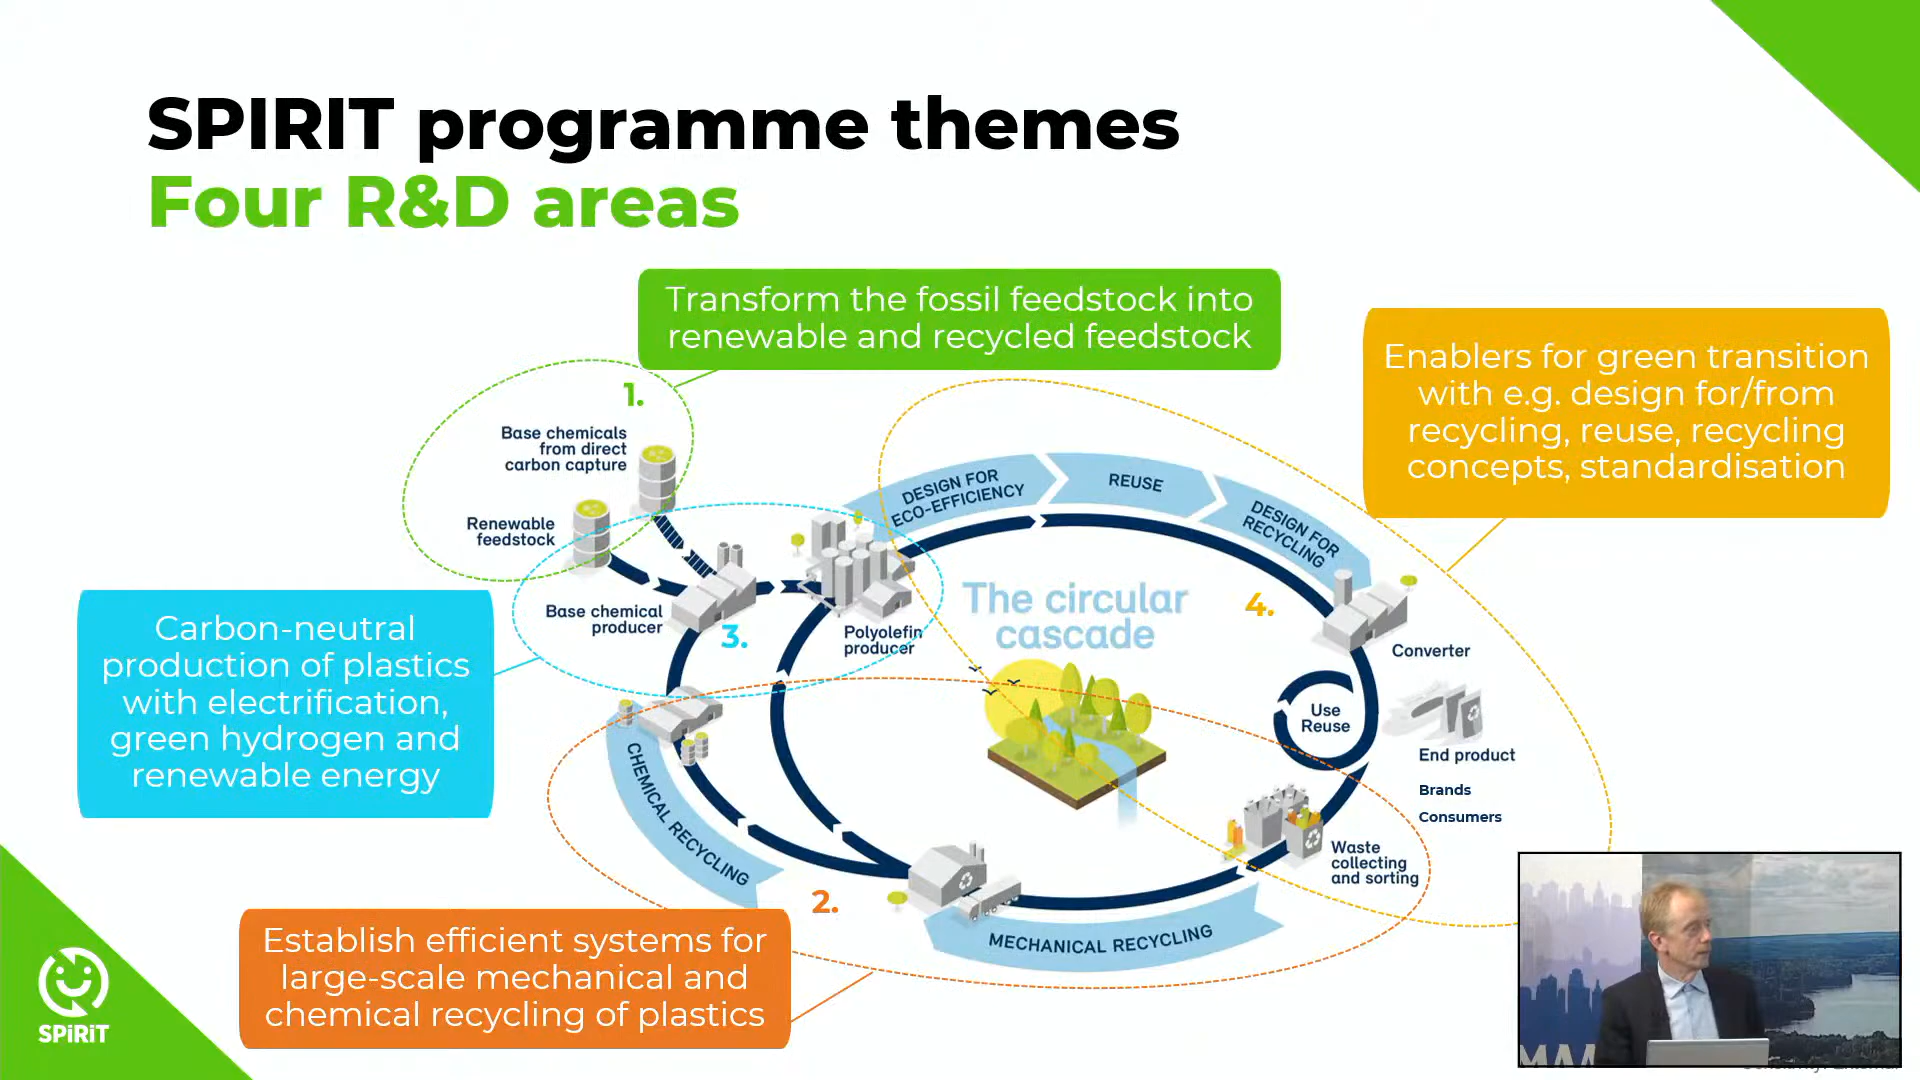 SPIRIT programme themes
Four R&D areas
Transform the fossil feedstock into
renewable and recycled feedstock
Enablers for green transition
with e.g. design for/from
recycling, reuse, recycling
concepts, standardisation
1.
Base chemicals
from direct
carbon capture
Renewable
feedstock
DESIGN FOR
ECO-EFFICIENCY
REUSE
DESIGN FOR
RECYCLING
The circular
cascade
4.
Base chemical
producer
3.
Polyolefin
producer
Converter
Carbon-neutral
production of plastics
with electrification,
green hydrogen and
renewable energy
Use
Reuse
End product
Brands
Consumers
CHEMICAL RECYCLING
Waste
collecting
and sorting
2.
MECHANICAL RECYCLING
Establish efficient systems for
large-scale mechanical and
chemical recycling of plastics
SPiRiT